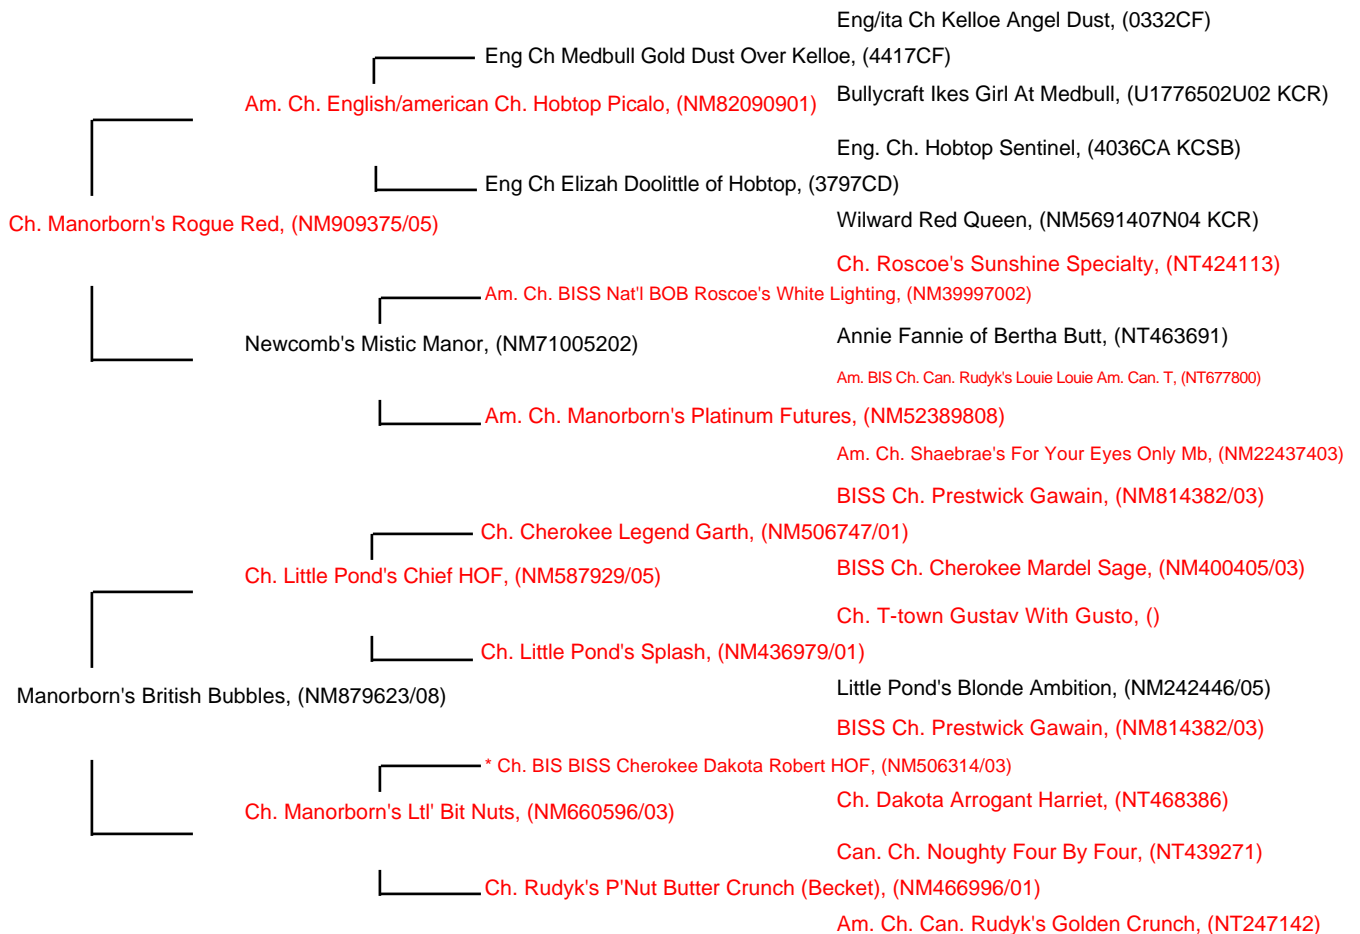 Eng/ita Ch Kelloe Angel Dust, (0332CF)
Eng Ch Medbull Gold Dust Over Kelloe, (4417CF)
Bullycraft Ikes Girl At Medbull, (U1776502U02 KCR)
Am. Ch. English/american Ch. Hobtop Picalo, (NM82090901)
Eng. Ch. Hobtop Sentinel, (4036CA KCSB)
Eng Ch Elizah Doolittle of Hobtop, (3797CD)
Wilward Red Queen, (NM5691407N04 KCR)
Ch. Manorborn's Rogue Red, (NM909375/05)
Ch. Roscoe's Sunshine Specialty, (NT424113)
Am. Ch. BISS Nat'l BOB Roscoe's White Lighting, (NM39997002)
Annie Fannie of Bertha Butt, (NT463691)
Newcomb's Mistic Manor, (NM71005202)
Am. BIS Ch. Can. Rudyk's Louie Louie Am. Can. T, (NT677800)
Am. Ch. Manorborn's Platinum Futures, (NM52389808)
Am. Ch. Shaebrae's For Your Eyes Only Mb, (NM22437403)
BISS Ch. Prestwick Gawain, (NM814382/03)
Ch. Cherokee Legend Garth, (NM506747/01)
BISS Ch. Cherokee Mardel Sage, (NM400405/03)
Ch. Little Pond's Chief HOF, (NM587929/05)
Ch. T-town Gustav With Gusto, ()
Ch. Little Pond's Splash, (NM436979/01)
Little Pond's Blonde Ambition, (NM242446/05)
Manorborn's British Bubbles, (NM879623/08)
BISS Ch. Prestwick Gawain, (NM814382/03)
* Ch. BIS BISS Cherokee Dakota Robert HOF, (NM506314/03)
Ch. Dakota Arrogant Harriet, (NT468386)
Ch. Manorborn's Ltl' Bit Nuts, (NM660596/03)
Can. Ch. Noughty Four By Four, (NT439271)
Ch. Rudyk's P'Nut Butter Crunch (Becket), (NM466996/01)
Am. Ch. Can. Rudyk's Golden Crunch, (NT247142)